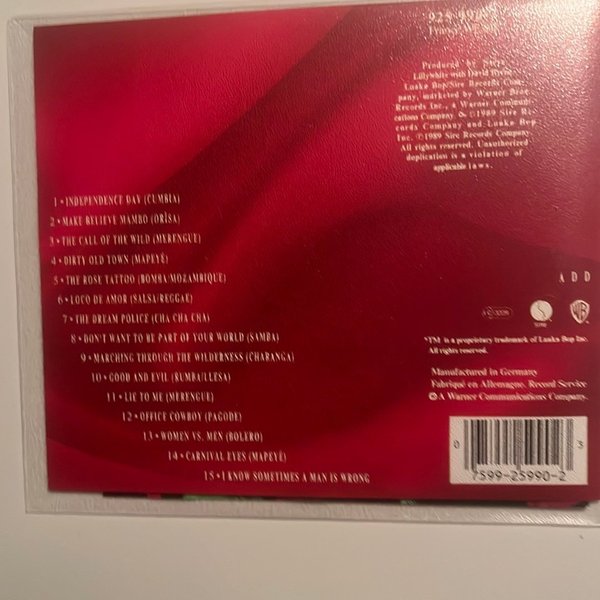 Produced by Steve
Lillywhite with David Byrne.
Luaka Bop/Sire Records Com-
pany, marketed by Warner Bros.
Records Inc., a Warner Communi-
cations Company. ℗ ©1989 Sire Re-
cords Company and Luaka Bop
Inc. ©1989 Sire Records Company.
All rights reserved. Unauthorized
duplication is a violation of
applicable laws.
1 • INDEPENDENCE DAY (CUMBIA)
2 • MAKE BELIEVE MAMBO (ORÌSA)
3 • THE CALL OF THE WILD (MERENGUE)
4 • DIRTY OLD TOWN (MAPEYÉ)
5 • THE ROSE TATTOO (BOMBA/MOZAMBIQUE)
6 • LOCO DE AMOR (SALSA/REGGAE)
7 • THE DREAM POLICE (CHA CHA CHA)
8 • DON'T WANT TO BE PART OF YOUR WORLD (SAMBA)
9 • MARCHING THROUGH THE WILDERNESS (CHARANGA)
10 • GOOD AND EVIL (RUMBA/ILESA)
11 • LIE TO ME (MERENGUE)
12 • OFFICE COWBOY (PAGODE)
13 • WOMEN VS. MEN (BOLERO)
14 • CARNIVAL EYES (MAPEYÉ)
15 • I KNOW SOMETIMES A MAN IS WRONG
A D D
SIRE
*TM is a proprietary trademark of Luaka Bop Inc.
All rights reserved.
Manufactured in Germany
Fabriqué en Allemagne. Record Service
A Warner Communications Company.
0 7599-25990-2 3